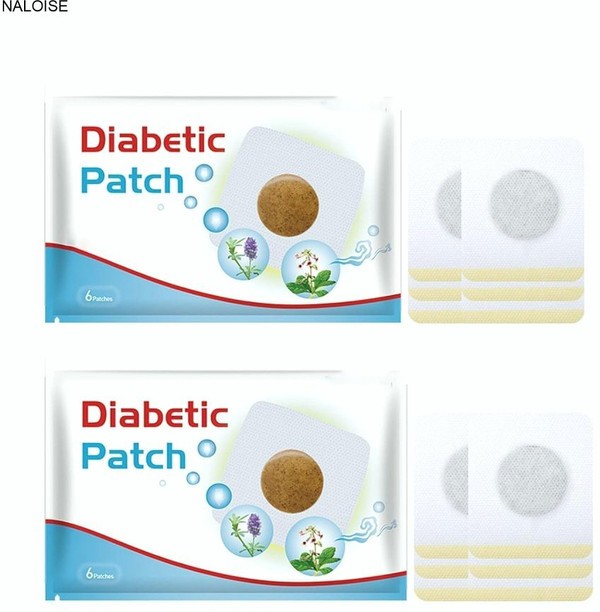 NALOISE
Diabetic
Patch
6 Patches
Diabetic
Patch
6 Patches